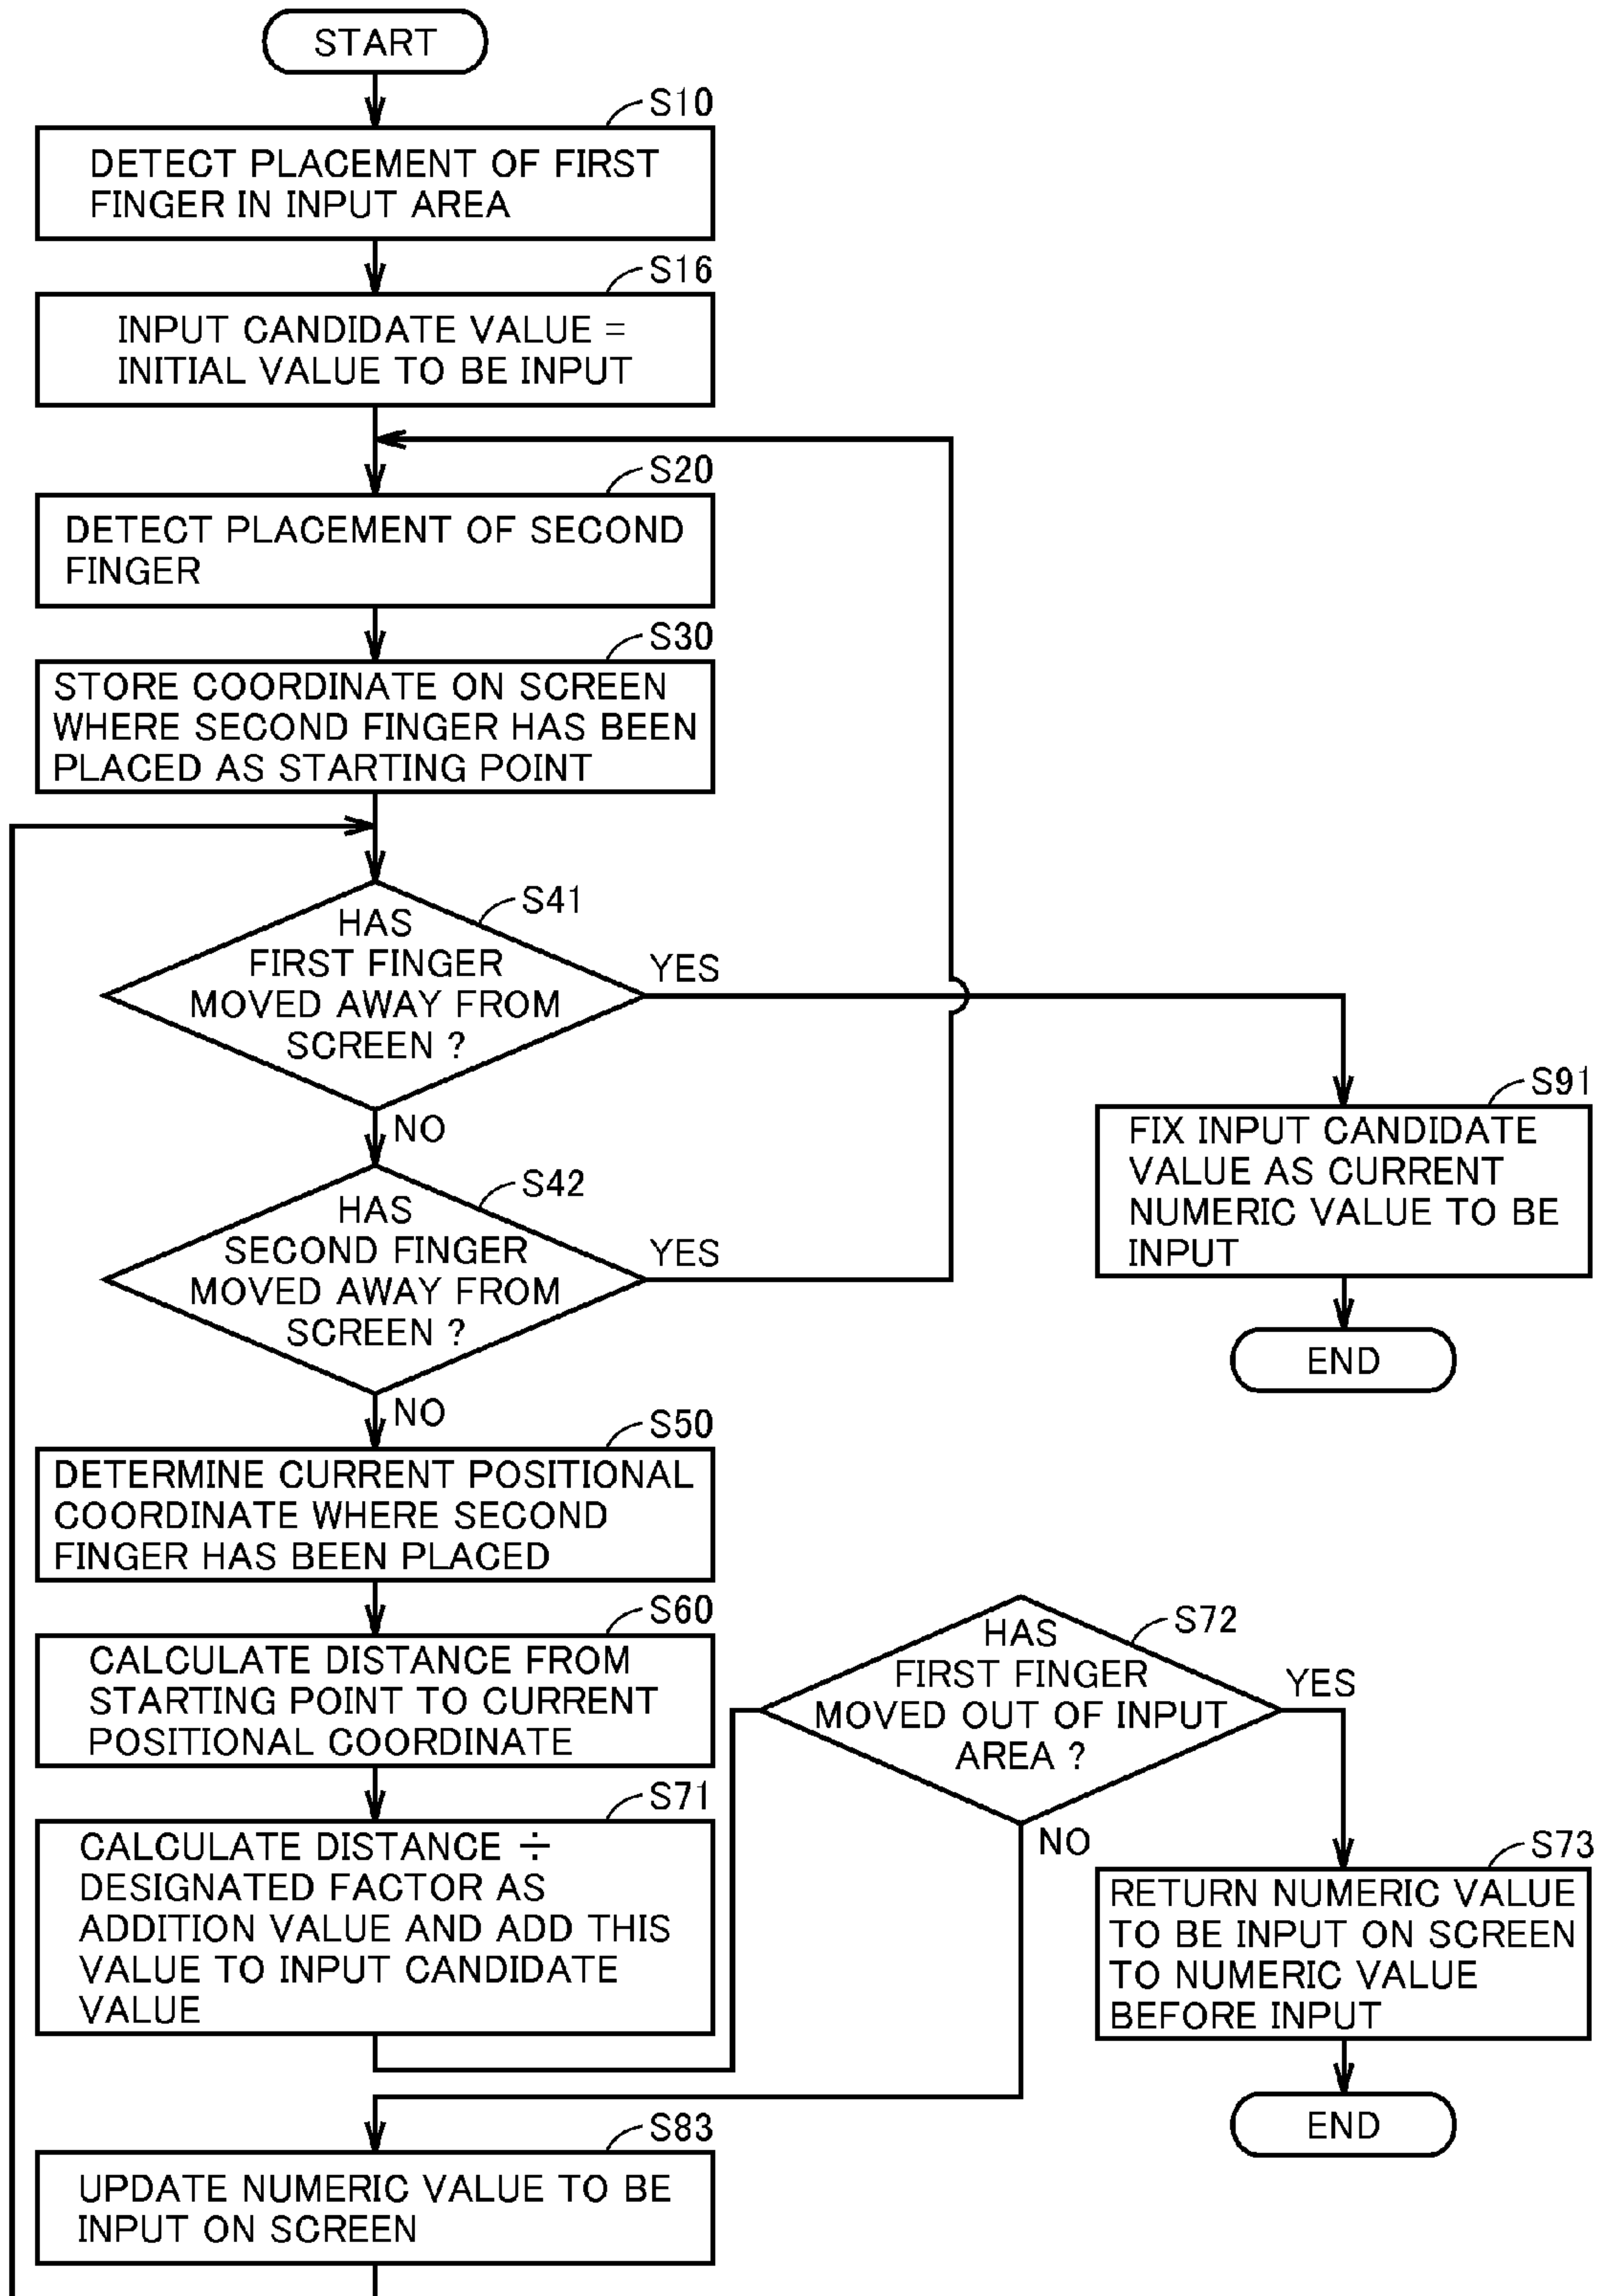 START
S10
DETECT PLACEMENT OF FIRST
FINGER IN INPUT AREA
S16
INPUT CANDIDATE VALUE =
INITIAL VALUE TO BE INPUT
S20
DETECT PLACEMENT OF SECOND
FINGER
S30
STORE COORDINATE ON SCREEN
WHERE SECOND FINGER HAS BEEN
PLACED AS STARTING POINT
S41
HAS
FIRST FINGER
MOVED AWAY FROM
SCREEN ?
YES
NO
S91
FIX INPUT CANDIDATE
VALUE AS CURRENT
NUMERIC VALUE TO BE
INPUT
END
S42
HAS
SECOND FINGER
MOVED AWAY FROM
SCREEN ?
YES
NO
S50
DETERMINE CURRENT POSITIONAL
COORDINATE WHERE SECOND
FINGER HAS BEEN PLACED
S60
CALCULATE DISTANCE FROM
STARTING POINT TO CURRENT
POSITIONAL COORDINATE
S71
CALCULATE DISTANCE ÷
DESIGNATED FACTOR AS
ADDITION VALUE AND ADD THIS
VALUE TO INPUT CANDIDATE
VALUE
S72
HAS
FIRST FINGER
MOVED OUT OF INPUT
AREA ?
YES
NO
S73
RETURN NUMERIC VALUE
TO BE INPUT ON SCREEN
TO NUMERIC VALUE
BEFORE INPUT
END
S83
UPDATE NUMERIC VALUE TO BE
INPUT ON SCREEN